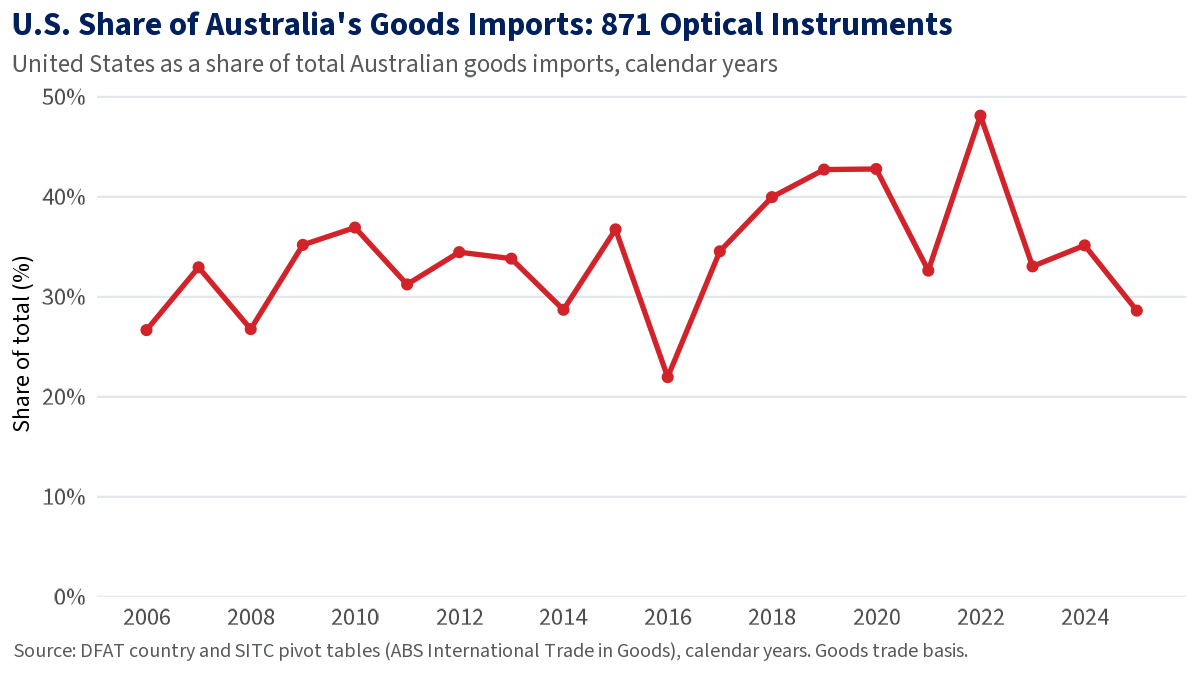 U.S. Share of Australia's Goods Imports: 871 Optical Instruments
United States as a share of total Australian goods imports, calendar years
Share of total (%)
50%
40%
30%
20%
10%
0%
2006 2008 2010 2012 2014 2016 2018 2020 2022 2024
Source: DFAT country and SITC pivot tables (ABS International Trade in Goods), calendar years. Goods trade basis.